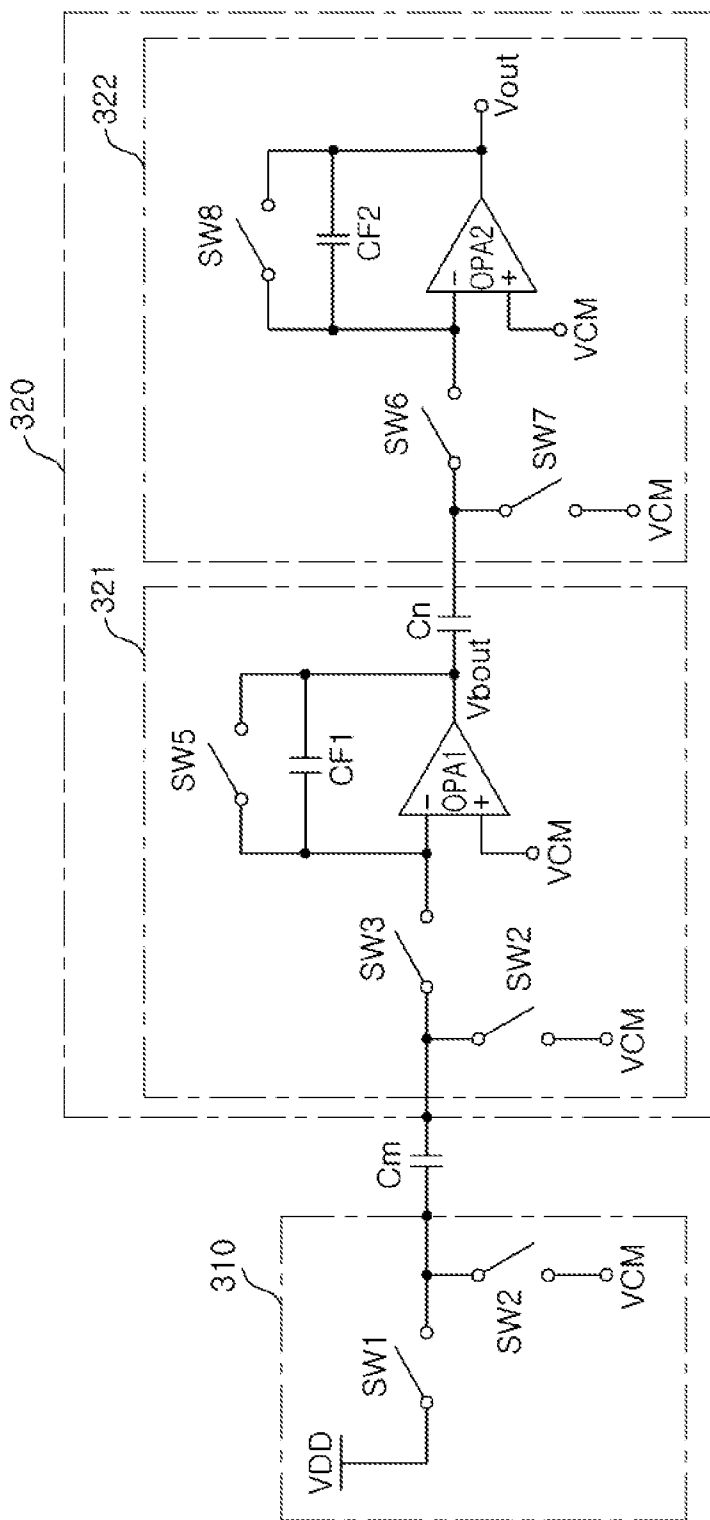 320
322
321
310
SW8
CF2
OPA2
−
+
Vout
VCM
SW6
SW7
VCM
Cn
Vbout
SW5
CF1
OPA1
−
+
VCM
SW3
SW2
VCM
Cm
SW1
SW2
VCM
VDD